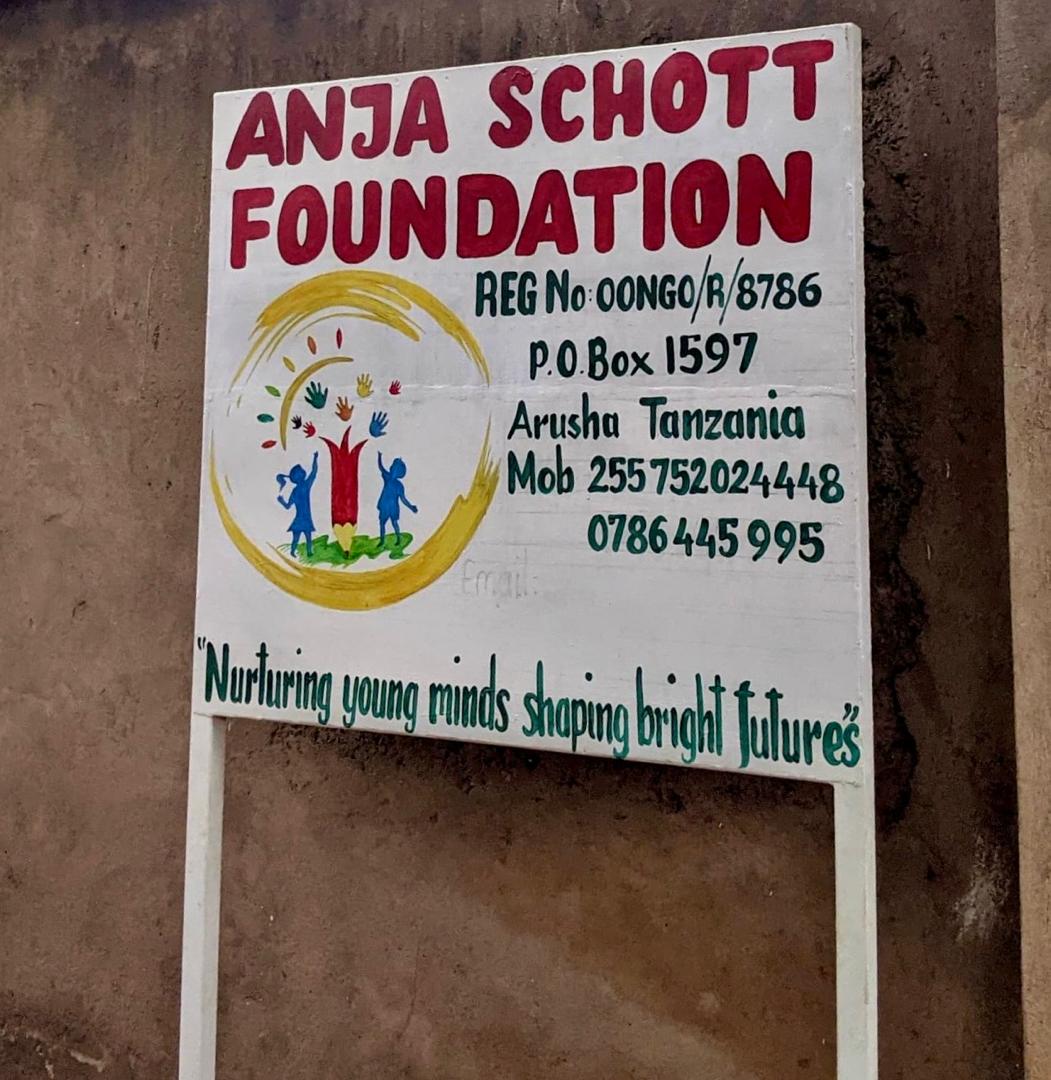 ANJA SCHOTT
FOUNDATION
REG No: OONGO/R/8786
P.O.Box 1597
Arusha Tanzania
Mob 255752024448
0786445995
Email:
"Nurturing young minds shaping bright futures"